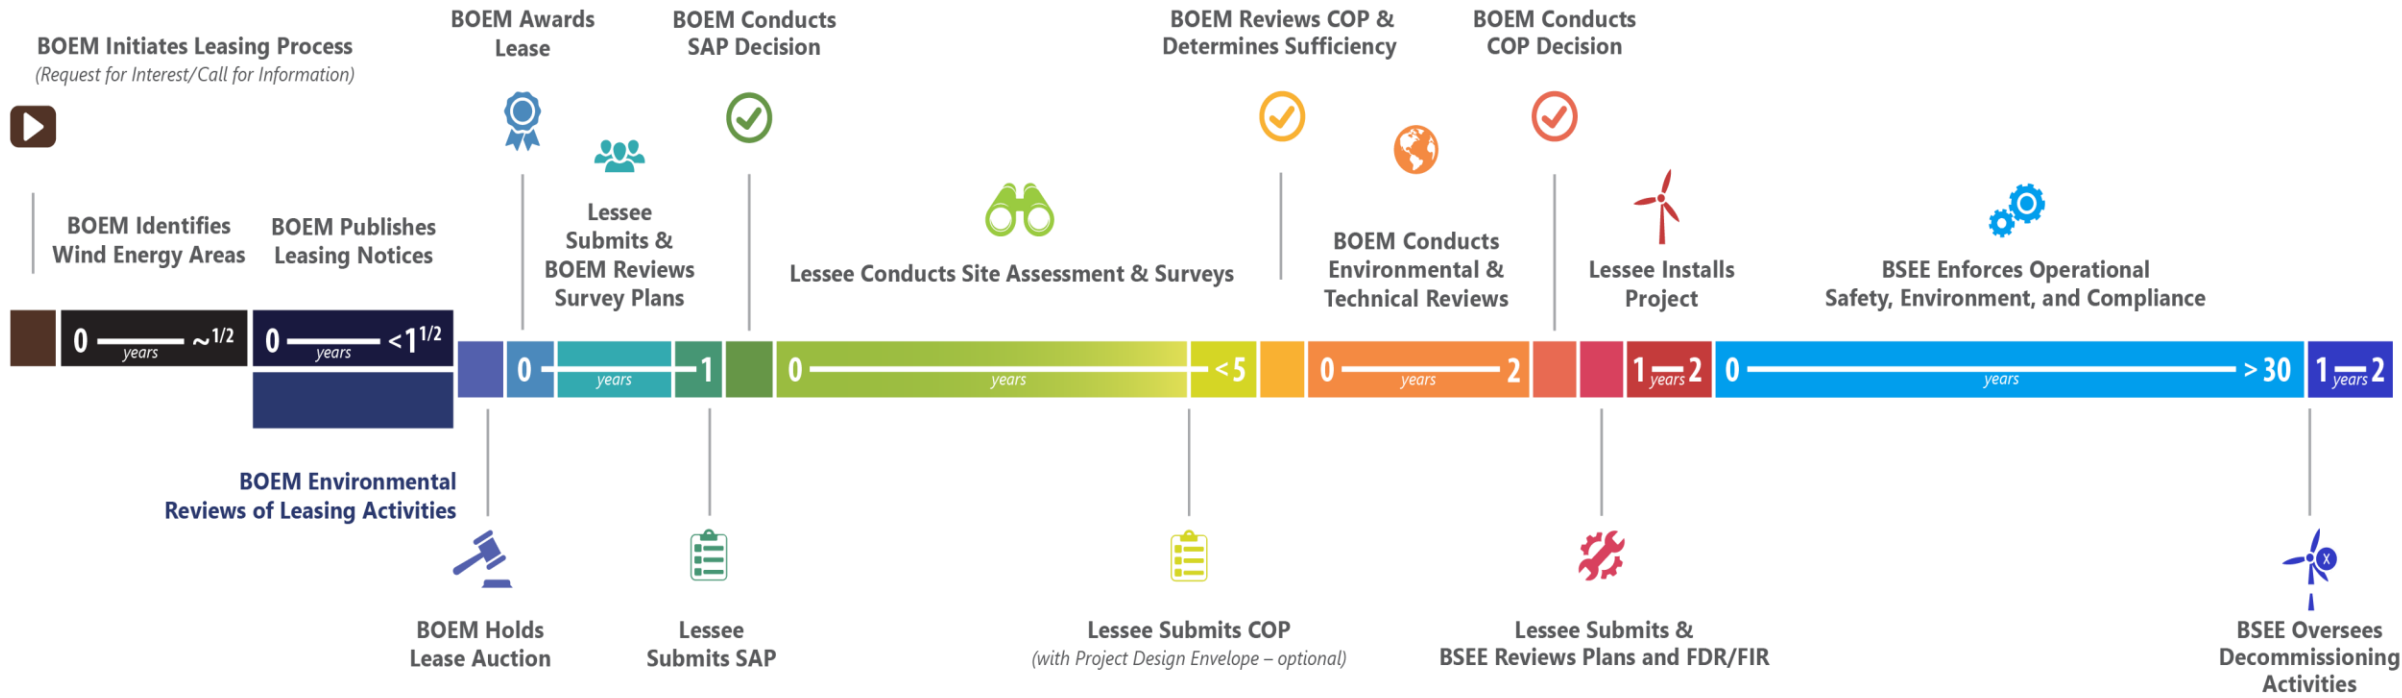 BOEM Initiates Leasing Process
(Request for Interest/Call for Information)
BOEM Identifies
Wind Energy Areas
BOEM Publishes
Leasing Notices
BOEM Awards
Lease
Lessee
Submits &
BOEM Reviews
Survey Plans
BOEM Conducts
SAP Decision
Lessee Conducts Site Assessment & Surveys
BOEM Reviews COP &
Determines Sufficiency
BOEM Conducts
Environmental &
Technical Reviews
BOEM Conducts
COP Decision
Lessee Installs
Project
BSEE Enforces Operational
Safety, Environment, and Compliance
0 years ~1/2
0 years <1 1/2
0 years 1
0 years <5
0 years 2
1 years 2
0 years > 30
1 years 2
BOEM Environmental
Reviews of Leasing Activities
BOEM Holds
Lease Auction
Lessee
Submits SAP
Lessee Submits COP
(with Project Design Envelope – optional)
Lessee Submits &
BSEE Reviews Plans and FDR/FIR
X
BSEE Oversees
Decommissioning
Activities